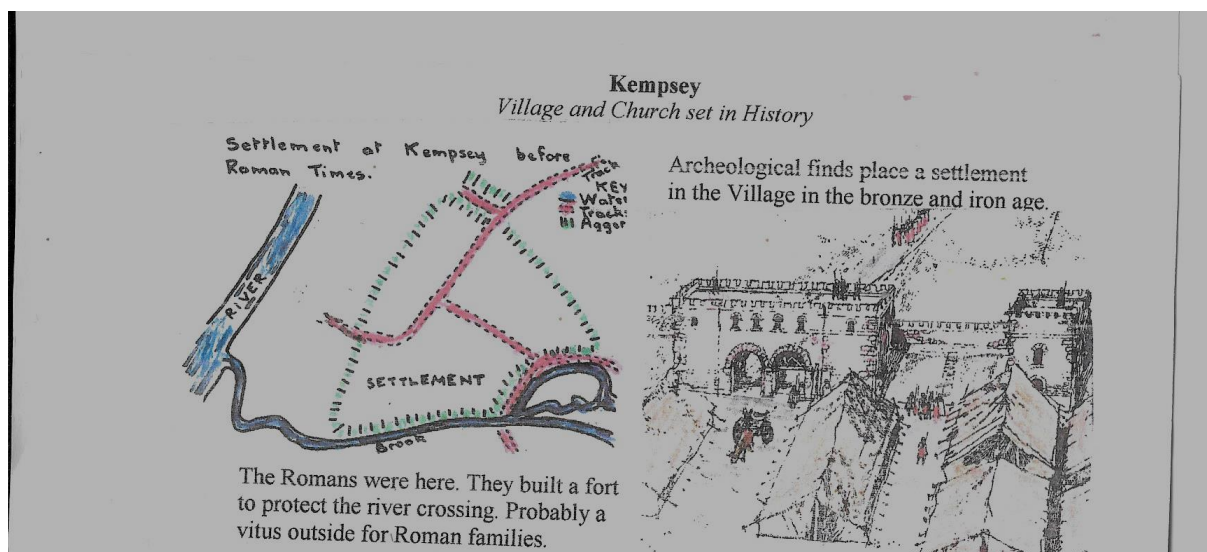 Kempsey
Village and Church set in History
Settlement at Kempsey before
Roman Times.
Track
KEY
Water
Tracks
Agger
RIVER
SETTLEMENT
Brook
Archeological finds place a settlement
in the Village in the bronze and iron age.
The Romans were here. They built a fort
to protect the river crossing. Probably a
vitus outside for Roman families.